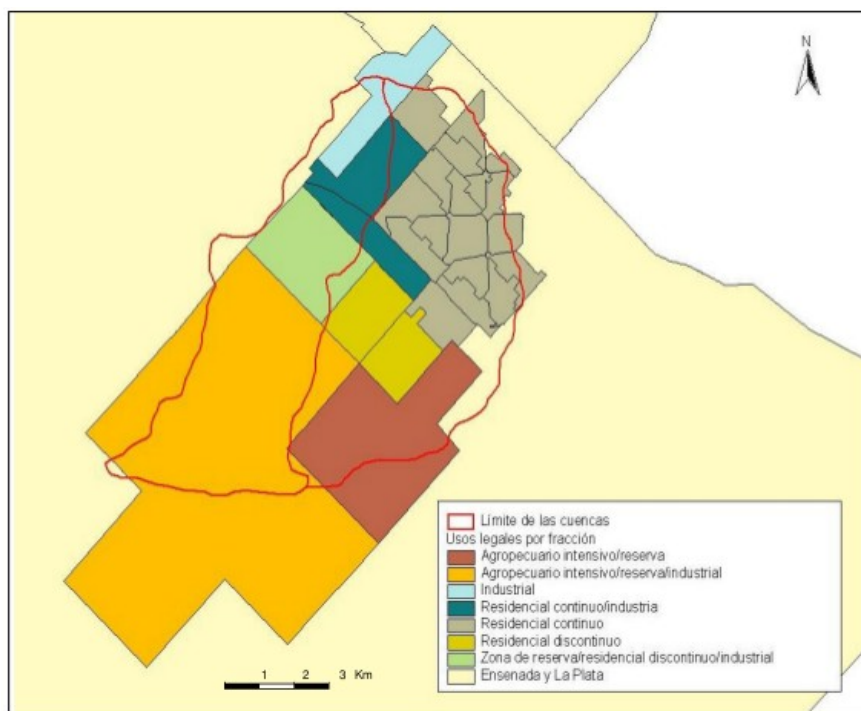 N
Límite de las cuencas
Usos legales por fracción
Agropecuario intensivo/reserva
Agropecuario intensivo/reserva/industrial
Industrial
Residencial continuo/industria
Residencial continuo
Residencial discontinuo
Zona de reserva/residencial discontinuo/industrial
Ensenada y La Plata
1 2 3 Km